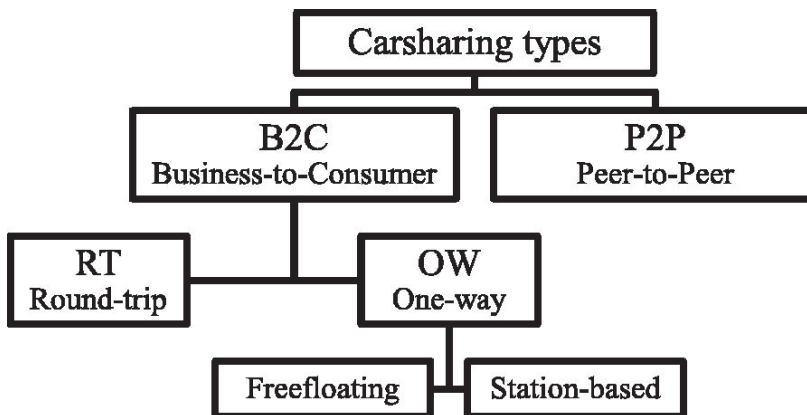 Carsharing types
B2C
Business-to-Consumer
P2P
Peer-to-Peer
RT
Round-trip
OW
One-way
Freefloating
Station-based